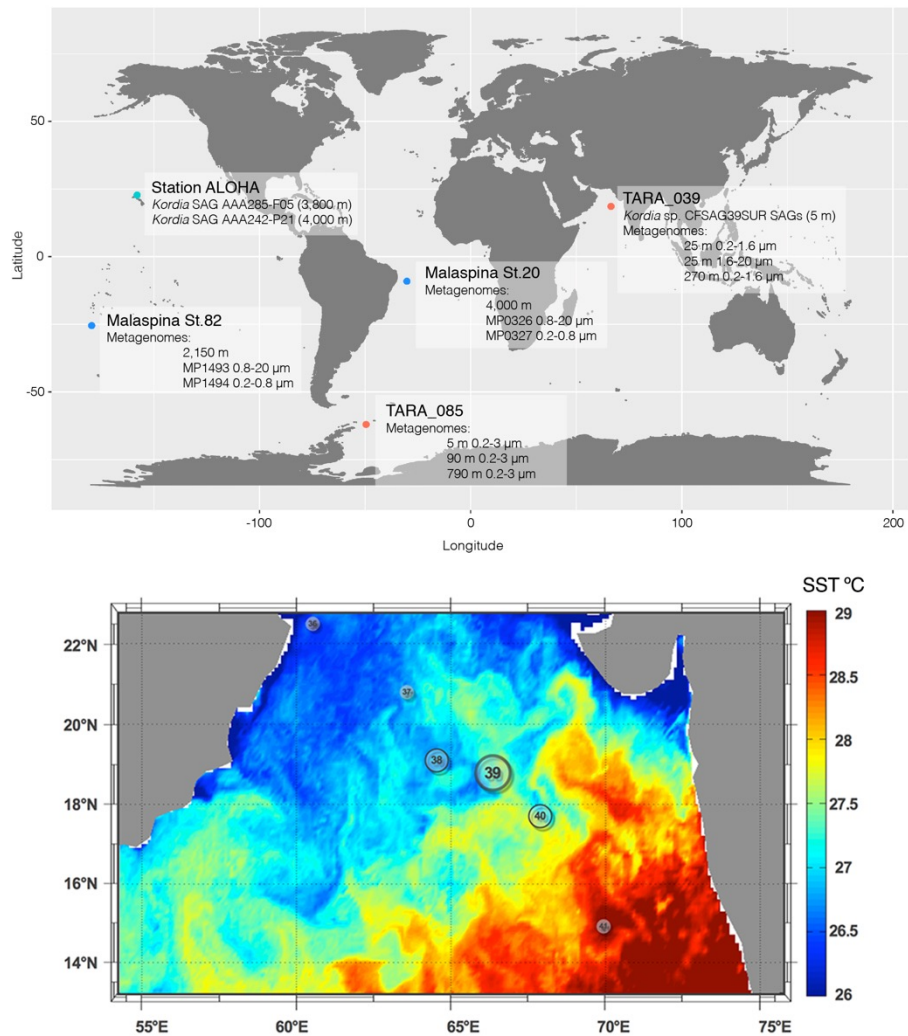 50
0
-50
Latitude
Station ALOHA
Kordia SAG AAA285-F05 (3,800 m)
Kordia SAG AAA242-P21 (4,000 m)
TARA_039
Kordia sp. CFSAG39SUR SAGs (5 m)
Metagenomes:
25 m 0.2-1.6 µm
25 m 1.6-20 µm
270 m 0.2-1.6 µm
Malaspina St.20
Metagenomes:
4,000 m
MP0326 0.8-20 µm
MP0327 0.2-0.8 µm
Malaspina St.82
Metagenomes:
2,150 m
MP1493 0.8-20 µm
MP1494 0.2-0.8 µm
TARA_085
Metagenomes:
5 m 0.2-3 µm
90 m 0.2-3 µm
790 m 0.2-3 µm
-100
0
100
200
Longitude
SST ºC
22°N
20°N
18°N
16°N
14°N
36
37
38
39
40
29
28.5
28
27.5
27
26.5
26
55°E
60°E
65°E
70°E
75°E